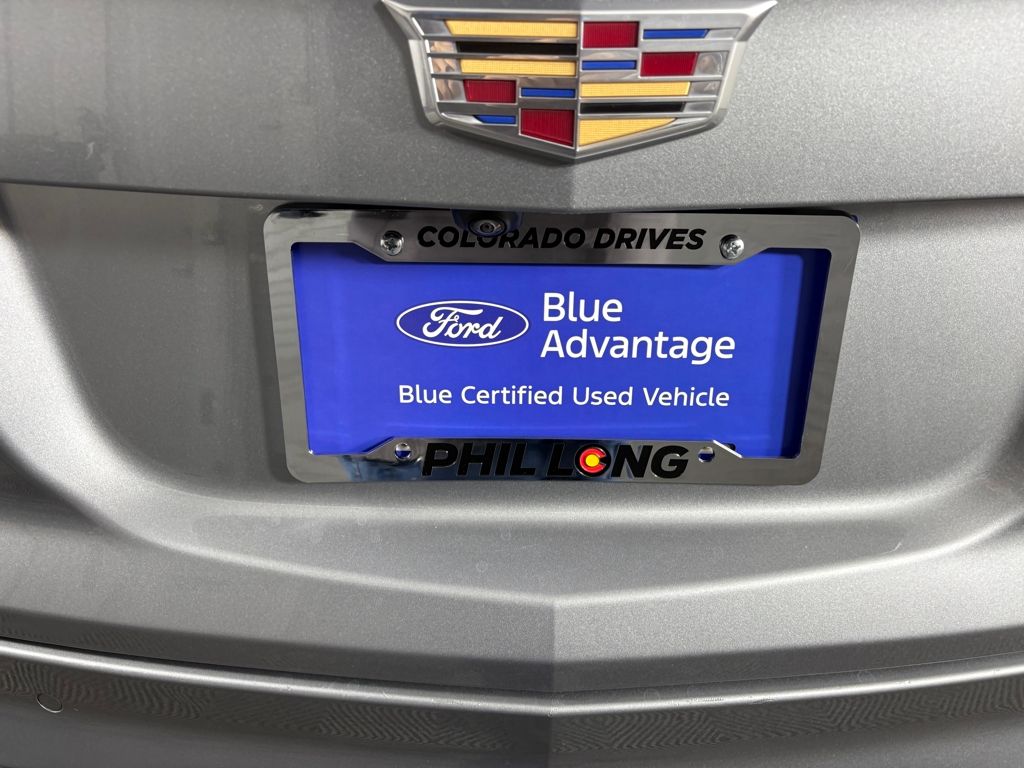 COLORADO DRIVES
Ford
Blue
Advantage
Blue Certified Used Vehicle
PHIL LONG